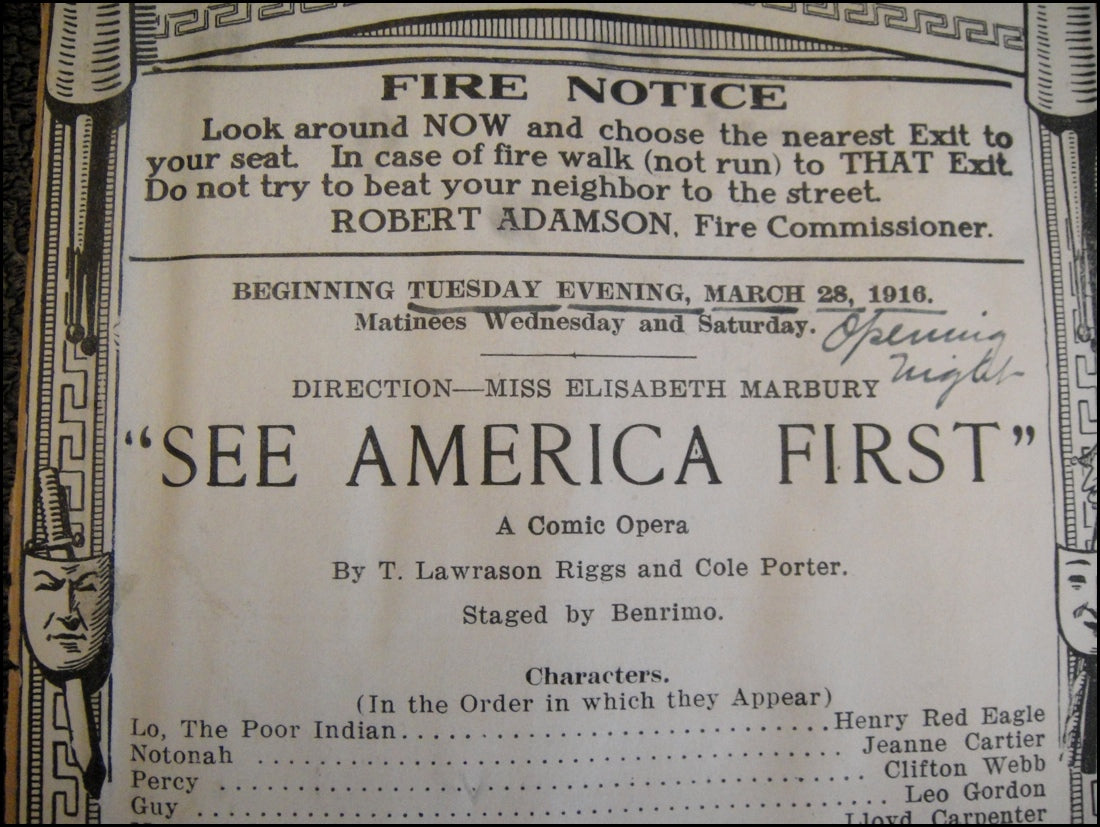 FIRE NOTICE
Look around NOW and choose the nearest Exit to
your seat. In case of fire walk (not run) to THAT Exit.
Do not try to beat your neighbor to the street.
ROBERT ADAMSON, Fire Commissioner.
BEGINNING TUESDAY EVENING, MARCH 28, 1916.
Matinees Wednesday and Saturday.
Opening
Night
DIRECTION—MISS ELISABETH MARBURY
"SEE AMERICA FIRST"
A Comic Opera
By T. Lawrason Riggs and Cole Porter.
Staged by Benrimo.
Characters.
(In the Order in which they Appear)
Lo, The Poor Indian........................Henry Red Eagle
Notonah ........................Jeanne Cartier
Percy ........................Clifton Webb
Guy ........................Leo Gordon
Lloyd Carpenter